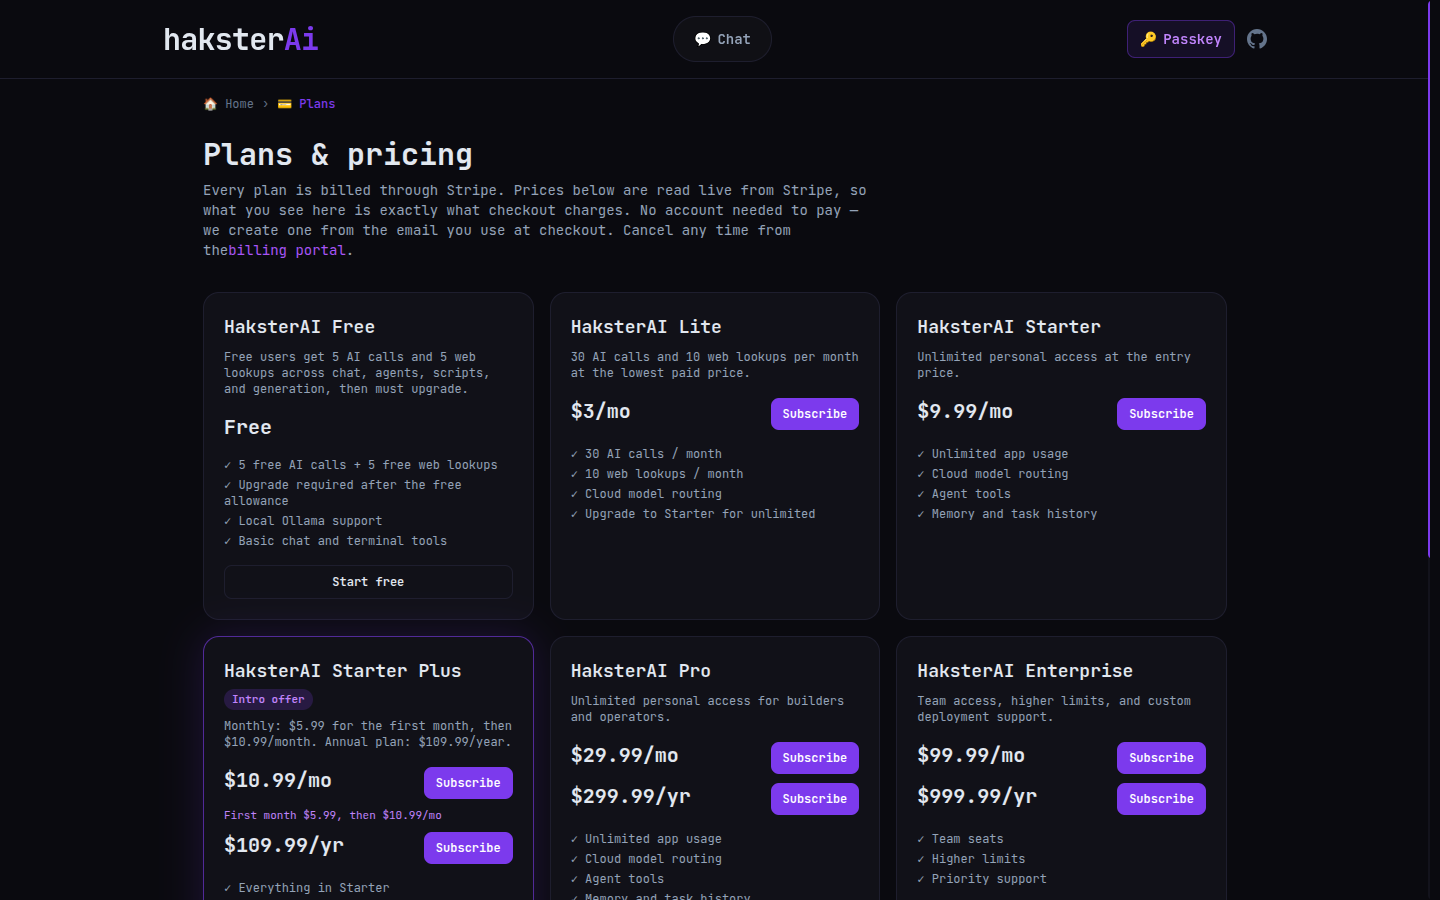 haksterAi
💬 Chat
🔑 Passkey
🏠 Home › 💳 Plans
Plans & pricing
Every plan is billed through Stripe. Prices below are read live from Stripe, so
what you see here is exactly what checkout charges. No account needed to pay —
we create one from the email you use at checkout. Cancel any time from
thebilling portal.
HaksterAI Free
Free users get 5 AI calls and 5 web
lookups across chat, agents, scripts,
and generation, then must upgrade.
Free
✓ 5 free AI calls + 5 free web lookups
✓ Upgrade required after the free
allowance
✓ Local Ollama support
✓ Basic chat and terminal tools
Start free
HaksterAI Lite
30 AI calls and 10 web lookups per month
at the lowest paid price.
$3/mo
Subscribe
✓ 30 AI calls / month
✓ 10 web lookups / month
✓ Cloud model routing
✓ Upgrade to Starter for unlimited
HaksterAI Starter
Unlimited personal access at the entry
price.
$9.99/mo
Subscribe
✓ Unlimited app usage
✓ Cloud model routing
✓ Agent tools
✓ Memory and task history
HaksterAI Starter Plus
Intro offer
Monthly: $5.99 for the first month, then
$10.99/month. Annual plan: $109.99/year.
$10.99/mo
Subscribe
First month $5.99, then $10.99/mo
$109.99/yr
Subscribe
✓ Everything in Starter
HaksterAI Pro
Unlimited personal access for builders
and operators.
$29.99/mo
Subscribe
$299.99/yr
Subscribe
✓ Unlimited app usage
✓ Cloud model routing
✓ Agent tools
✓ Memory and task history
HaksterAI Enterprise
Team access, higher limits, and custom
deployment support.
$99.99/mo
Subscribe
$999.99/yr
Subscribe
✓ Team seats
✓ Higher limits
✓ Priority support